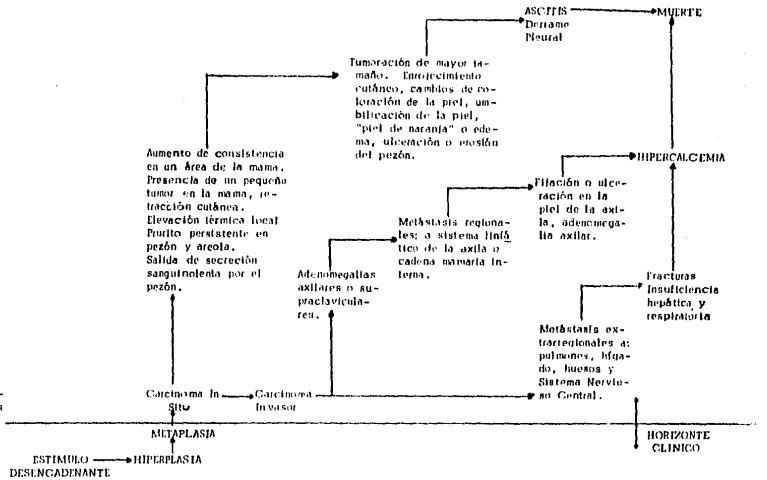 ASCITIS
Derrame
Pleural
MUERTE
Tumoración de mayor ta-
maño. Enrojecimiento
cutáneo, cambios de co-
loración de la piel, um-
bilicación de la piel,
"piel de naranja" o ede-
ma, ulceración o erosión
del pezón.
Aumento de consistencia
en un Área de la mama.
Presencia de un pequeño
tumor en la mama, re-
tracción cutánea.
Elevación térmica local
Prurito persistente en
pezón y areola.
Salida de secreción
sanguinolenta por el
pezón.
HIPERCALCEMIA
Fijación o ulce-
ración en la
piel de la axi-
la, adenomega-
lia axilar.
Metástasis regiona-
les: a sistema linfá
tico de la axila o
cadena mamaria In-
terna.
Adenomegalias
axilares o su-
praclavicula-
res.
Fracturas
Insuficiencia
hepática y
respiratoria
Metástasis ex-
trarregionales a:
pulmones, híga-
do, huesos y
Sistema Nervio-
so Central.
Carcinoma In
Situ
Carcinoma
Invasor
s
METAPLASIA
HORIZONTE
CLINICO
ESTIMULO
DESENCADENANTE
HIPERPLASIA